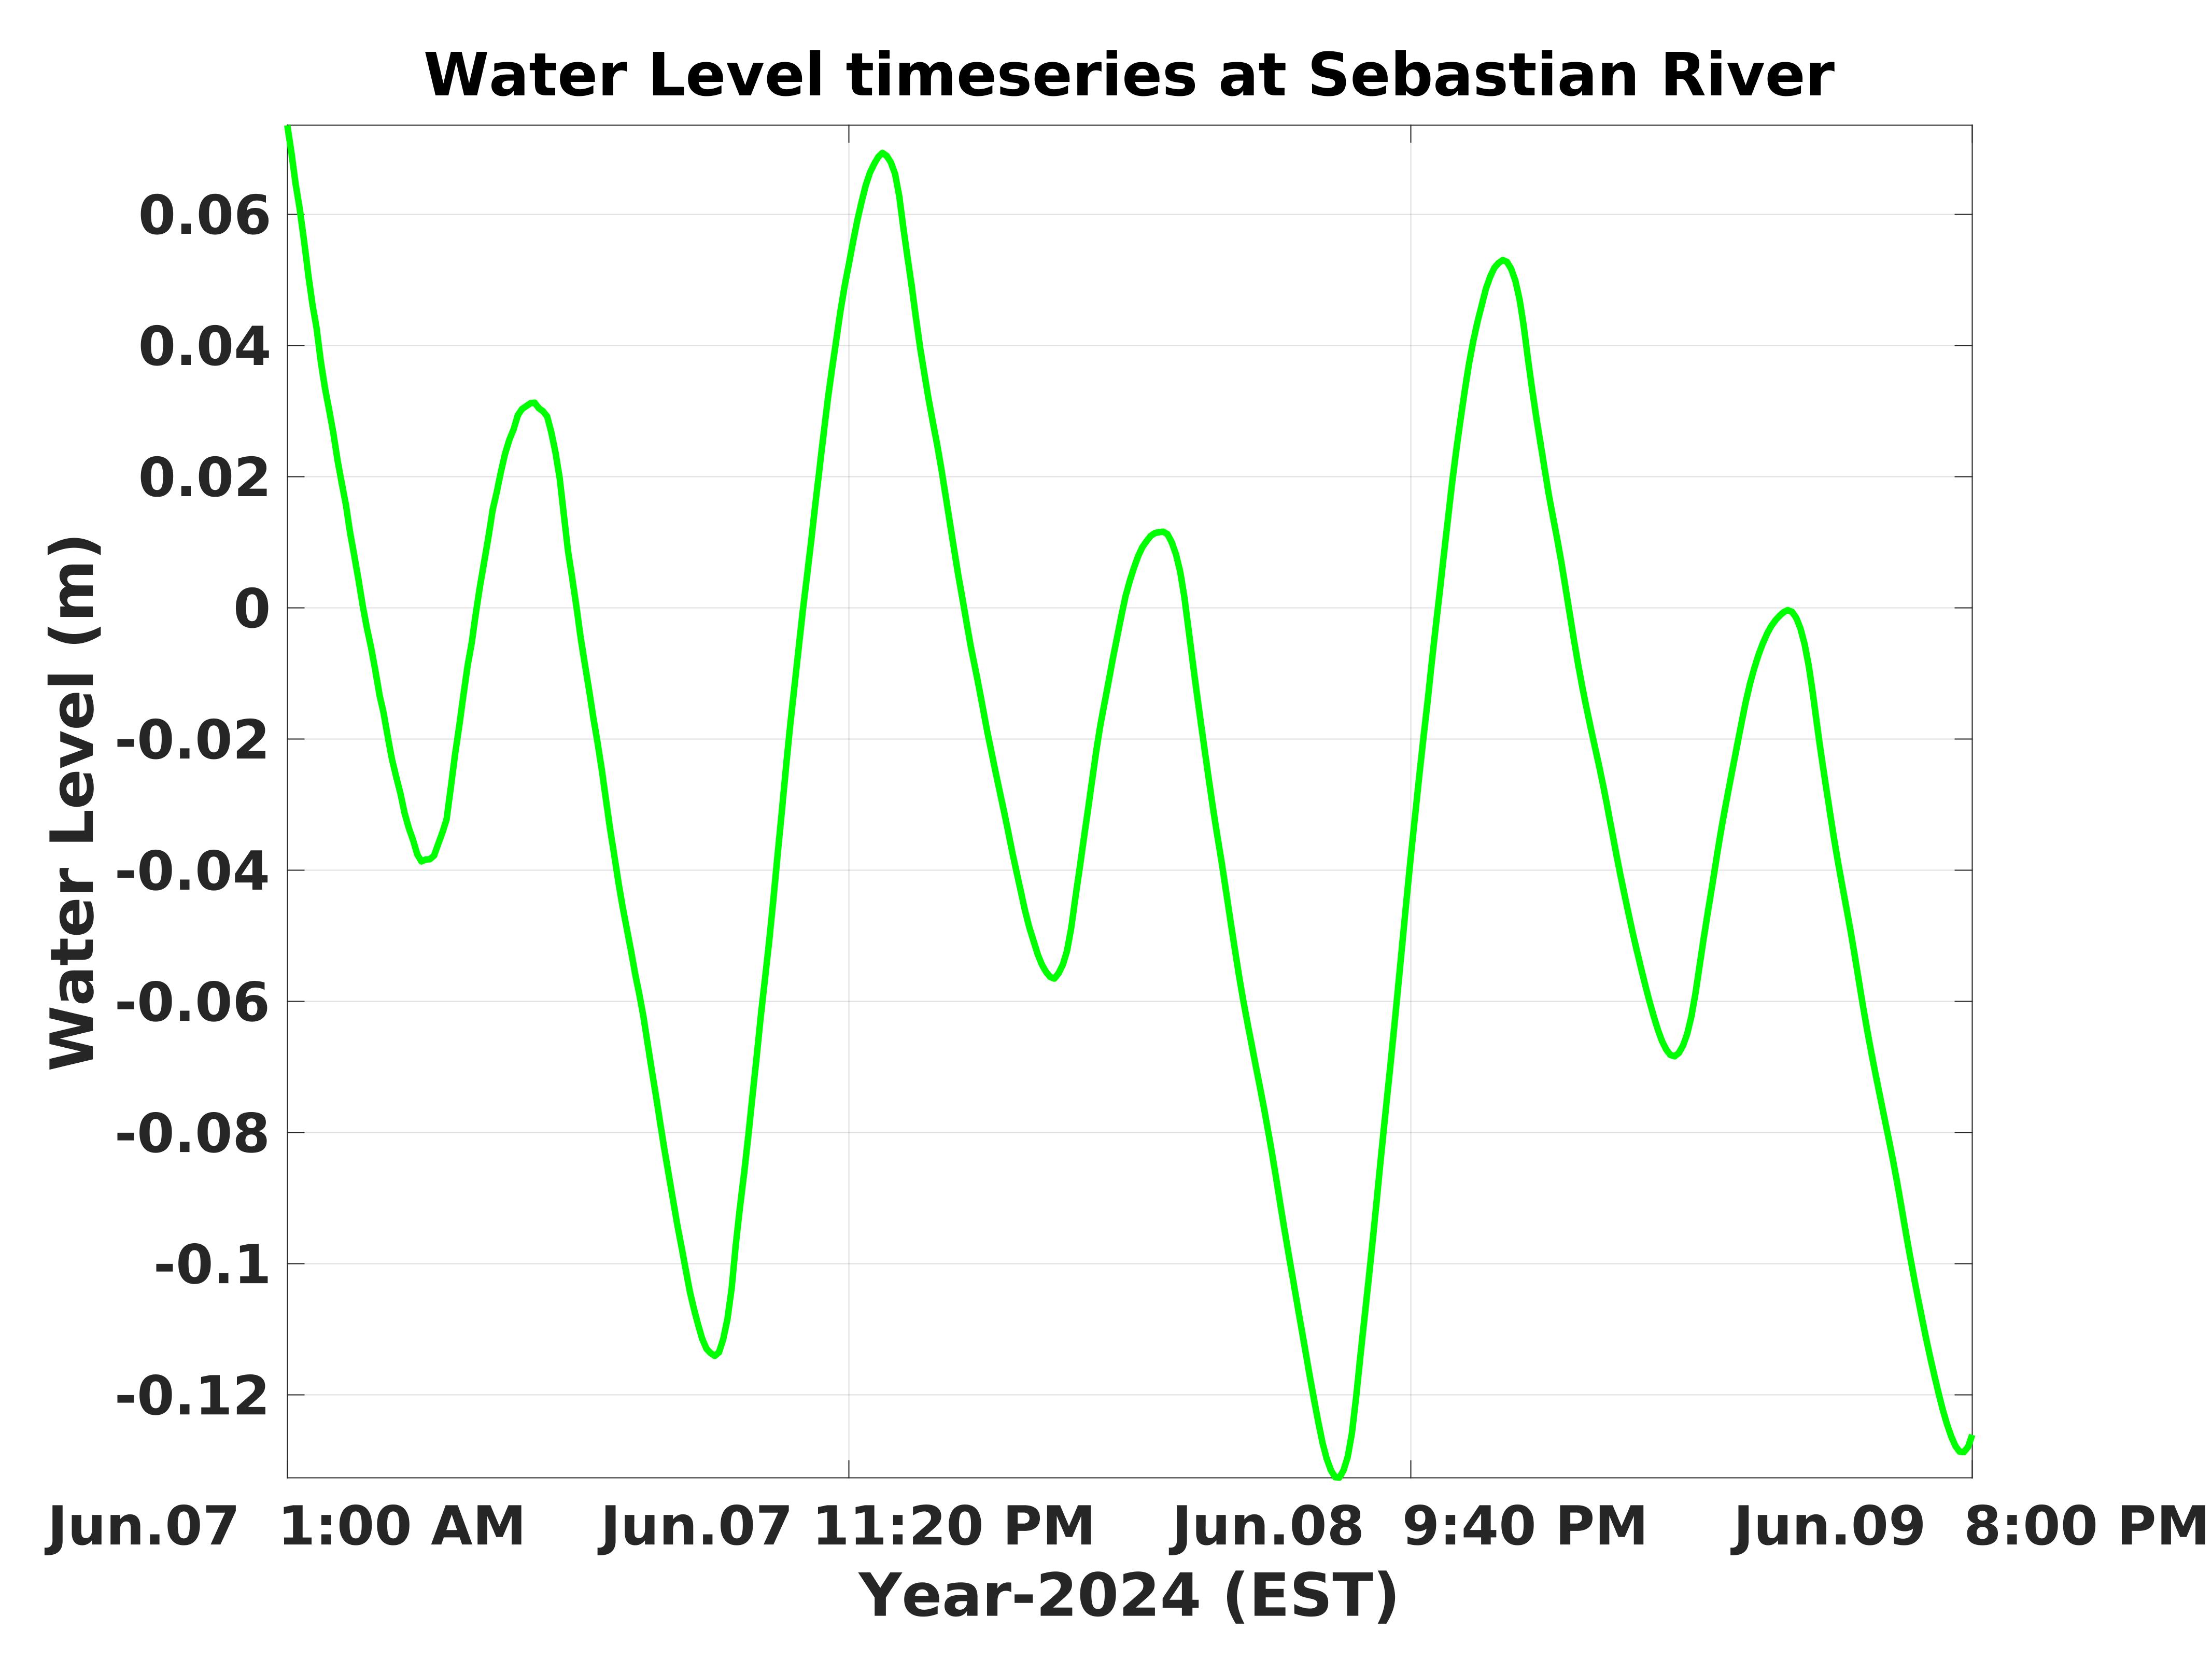 Water Level timeseries at Sebastian River
0.06
0.04
0.02
0
-0.02
-0.04
-0.06
-0.08
-0.1
-0.12
Water Level (m)
Jun.07 1:00 AM Jun.07 11:20 PM Jun.08 9:40 PM Jun.09 8:00 PM
Year-2024 (EST)